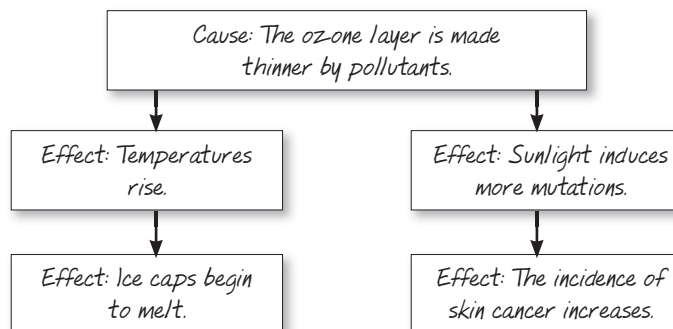 Cause: The ozone layer is made
thinner by pollutants.
Effect: Temperatures
rise.
Effect: Sunlight induces
more mutations.
Effect: Ice caps begin
to melt.
Effect: The incidence of
skin cancer increases.